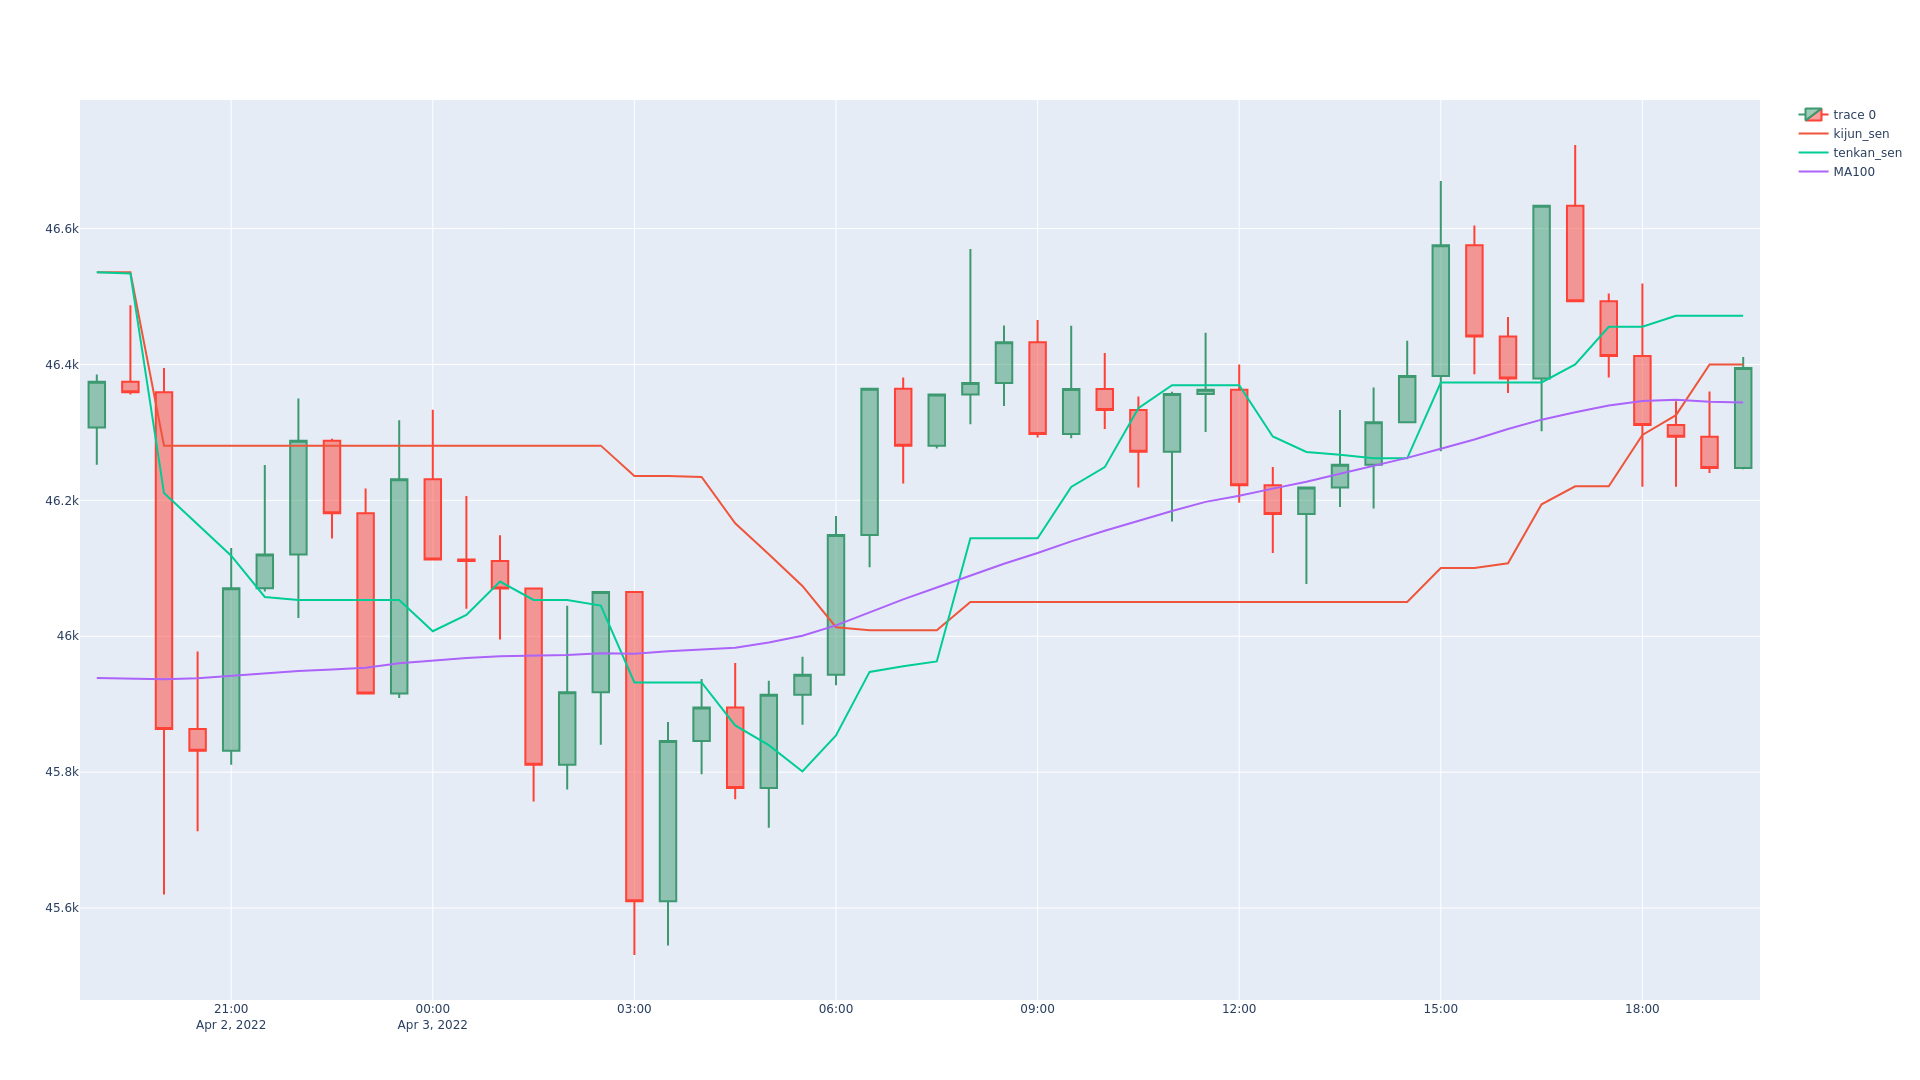 trace 0
kijun_sen
tenkan_sen
MA100
46.6k
46.4k
46.2k
46k
45.8k
45.6k
21:00
Apr 2, 2022
00:00
Apr 3, 2022
03:00
06:00
09:00
12:00
15:00
18:00